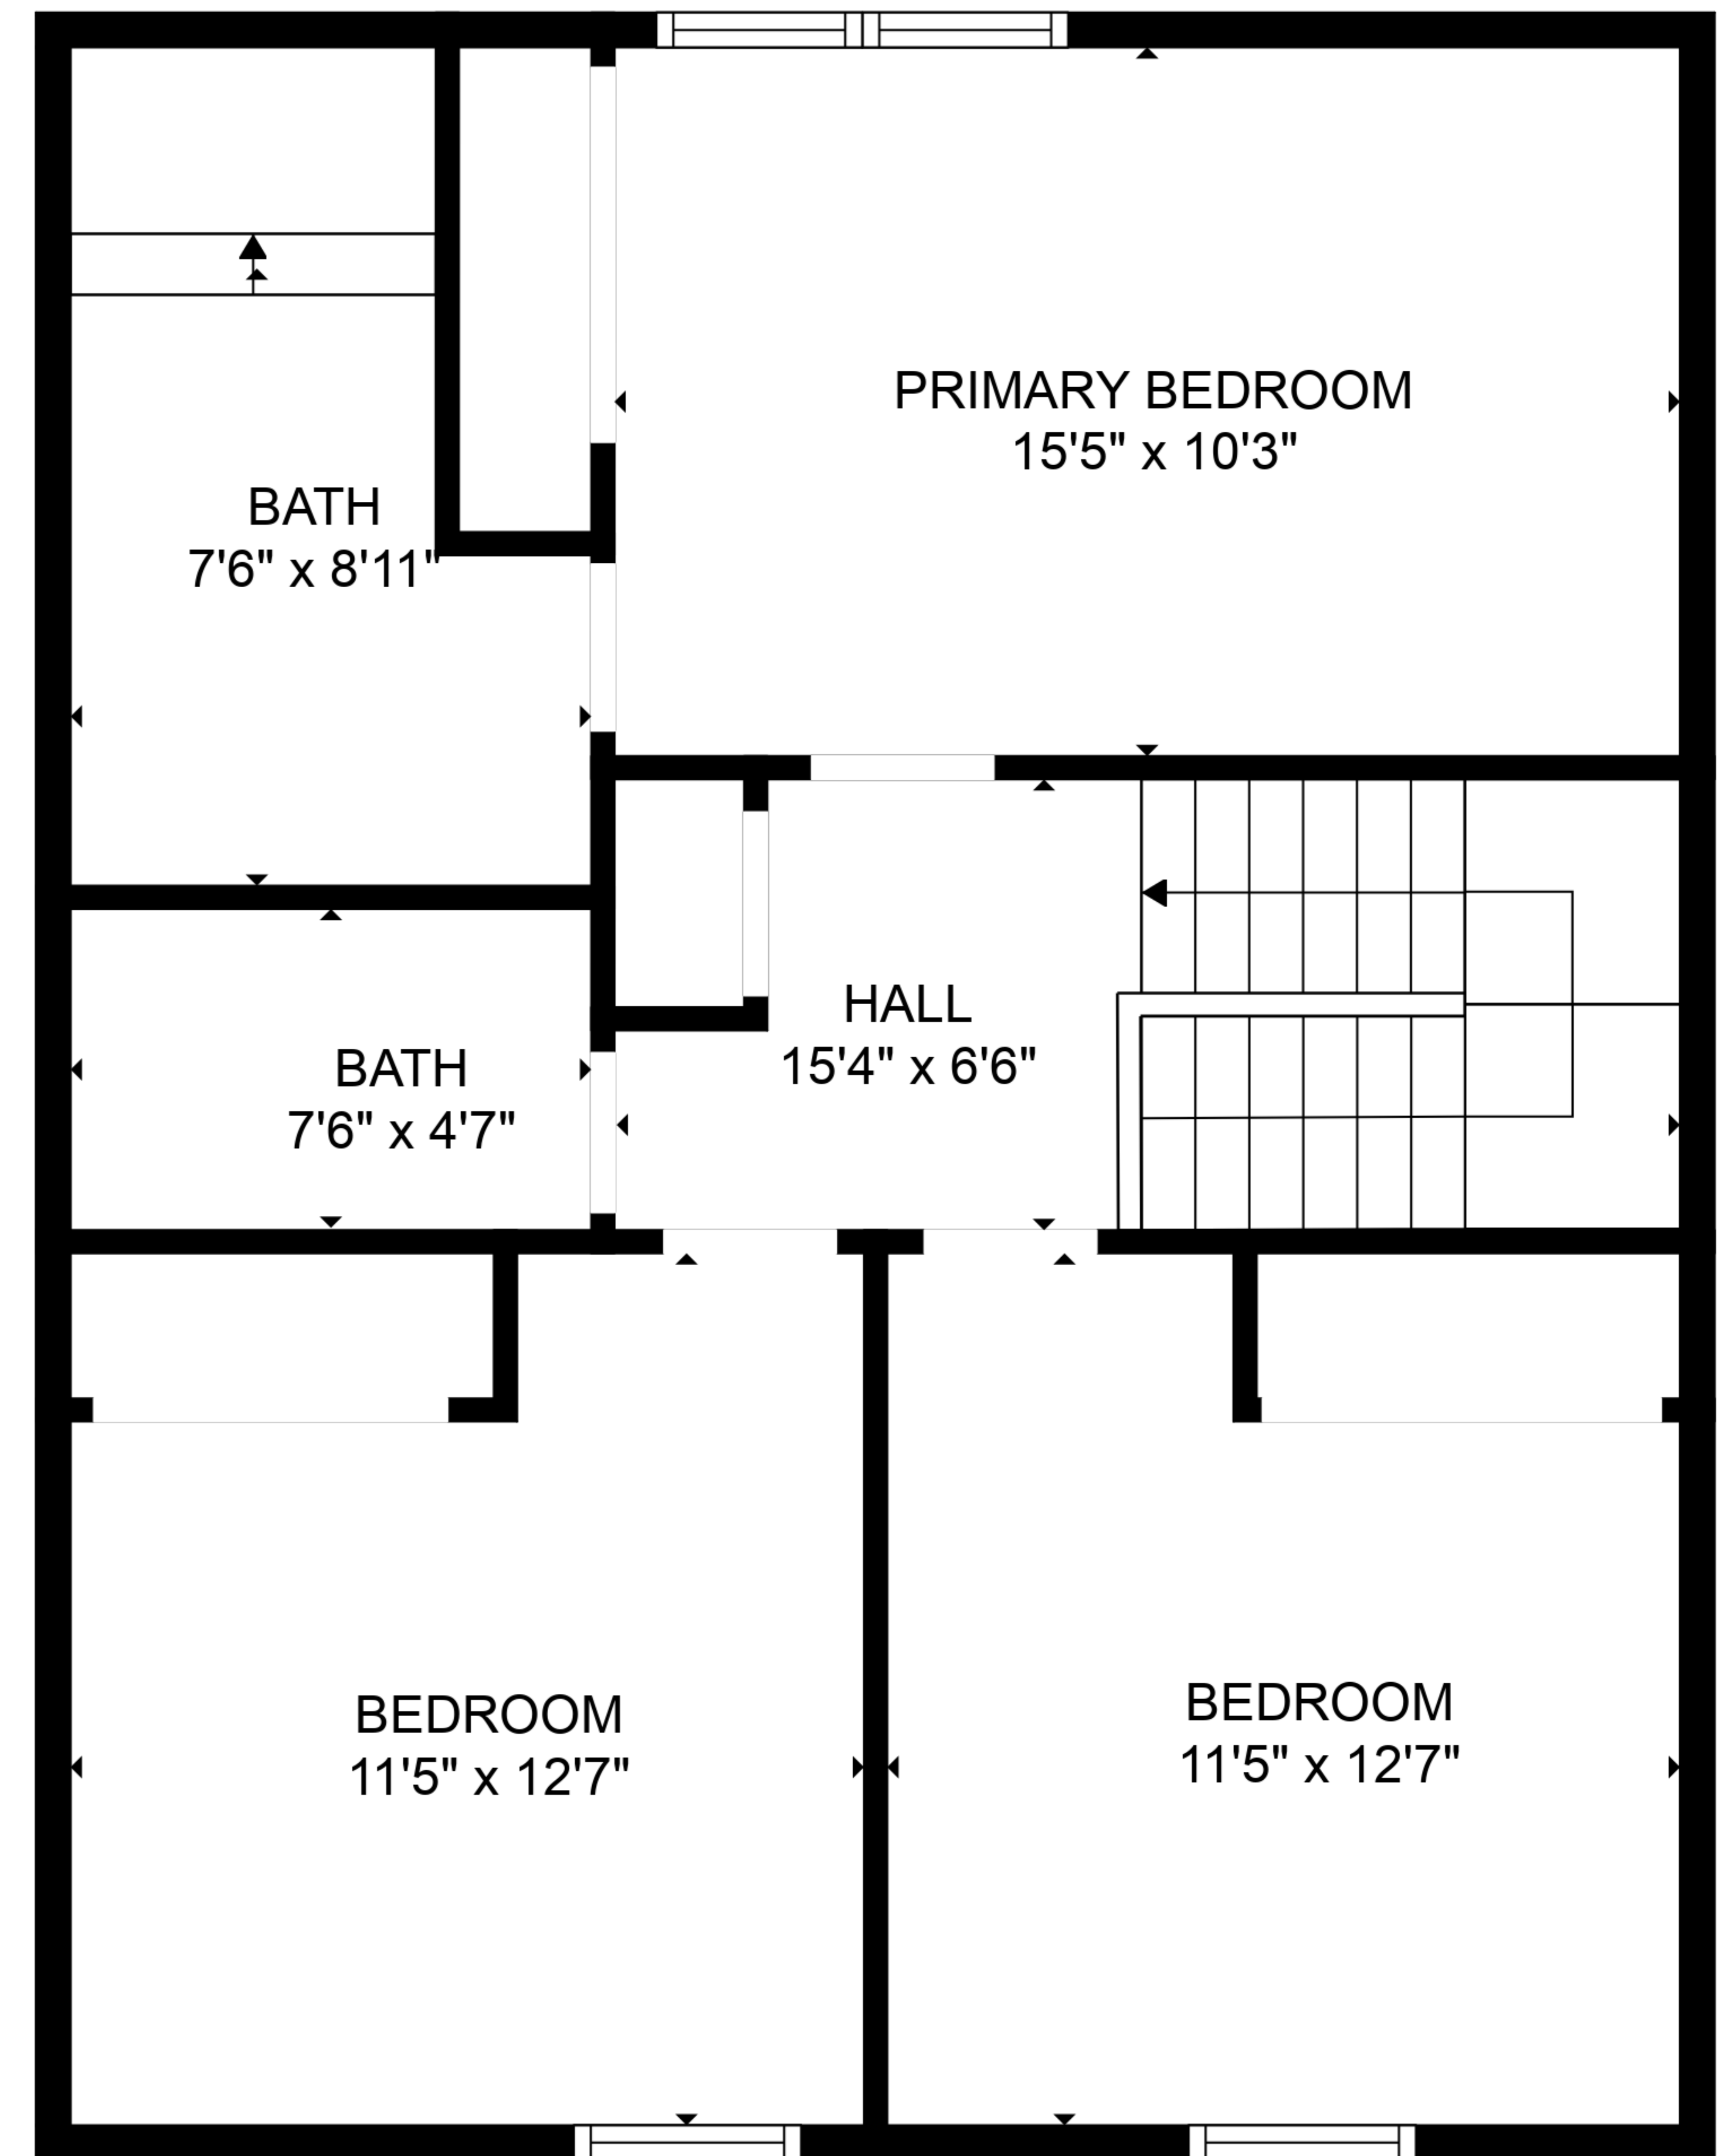 PRIMARY BEDROOM
15'5" x 10'3"
BATH
7'6" x 8'11"
HALL
15'4" x 6'6"
BATH
7'6" x 4'7"
BEDROOM
11'5" x 12'7"
BEDROOM
11'5" x 12'7"